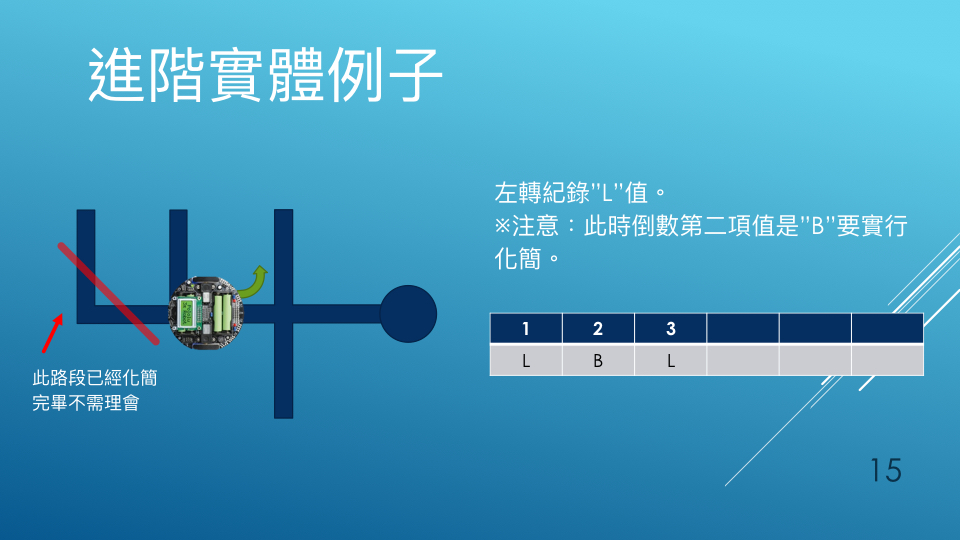 進階實體例子
左轉紀錄”L”值。
※注意：此時倒數第二項值是”B”要實行
化簡。
1 2 3
L B L
此路段已經化簡
完畢不需理會
15